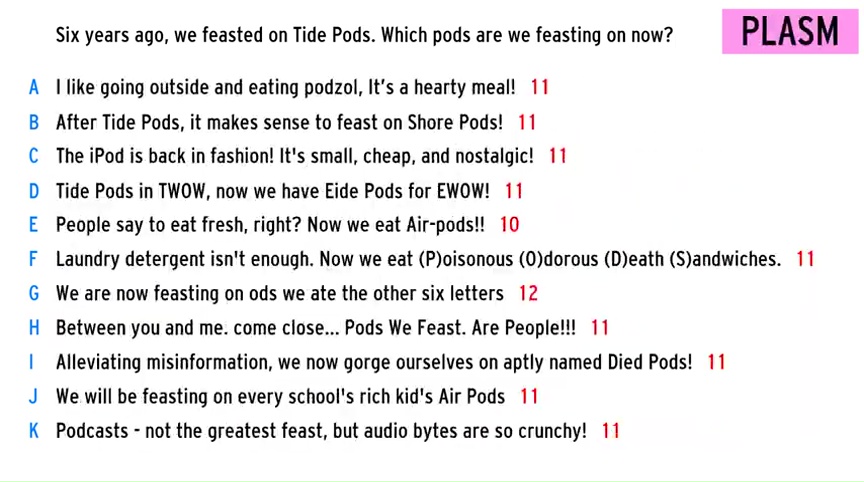 Six years ago, we feasted on Tide Pods. Which pods are we feasting on now?
PLASM
A I like going outside and eating podzol, It's a hearty meal! 11
B After Tide Pods, it makes sense to feast on Shore Pods! 11
C The iPod is back in fashion! It's small, cheap, and nostalgic! 11
D Tide Pods in TWOW, now we have Eide Pods for EWOW! 11
E People say to eat fresh, right? Now we eat Air-pods!! 10
F Laundry detergent isn't enough. Now we eat (P)oisonous (O)dorous (D)eath (S)andwiches. 11
G We are now feasting on ods we ate the other six letters 12
H Between you and me. come close... Pods We Feast. Are People!!! 11
I Alleviating misinformation, we now gorge ourselves on aptly named Died Pods! 11
J We will be feasting on every school's rich kid's Air Pods 11
K Podcasts - not the greatest feast, but audio bytes are so crunchy! 11